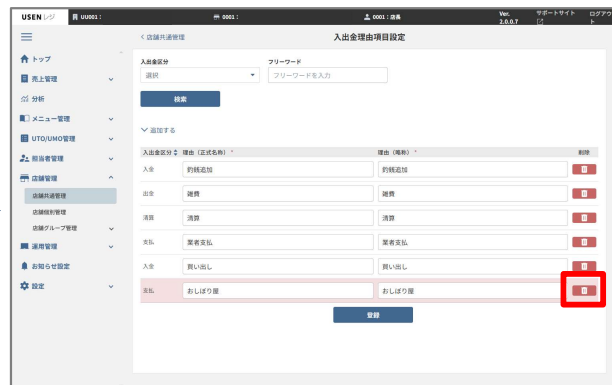 USEN レジ
UU001：
0001：
0001：店長
Ver. 2.0.0.7
サポートサイト
ログアウト
トップ
売上管理
分析
メニュー管理
UTO/UMO管理
担当者管理
店舗管理
店舗共通管理
店舗個別管理
店舗グループ管理
運用管理
お知らせ設定
設定
店舗共通管理
入出金理由項目設定
入出金区分
フリーワード
選択
フリーワードを入力
検索
追加する
入出金区分 理由（正式名称）* 理由（略称）* 削除
入金 釣銭追加 釣銭追加
出金 雑費 雑費
清算 清算 清算
支払 業者支払 業者支払
入金 買い出し 買い出し
支払 おしぼり屋 おしぼり屋
登録